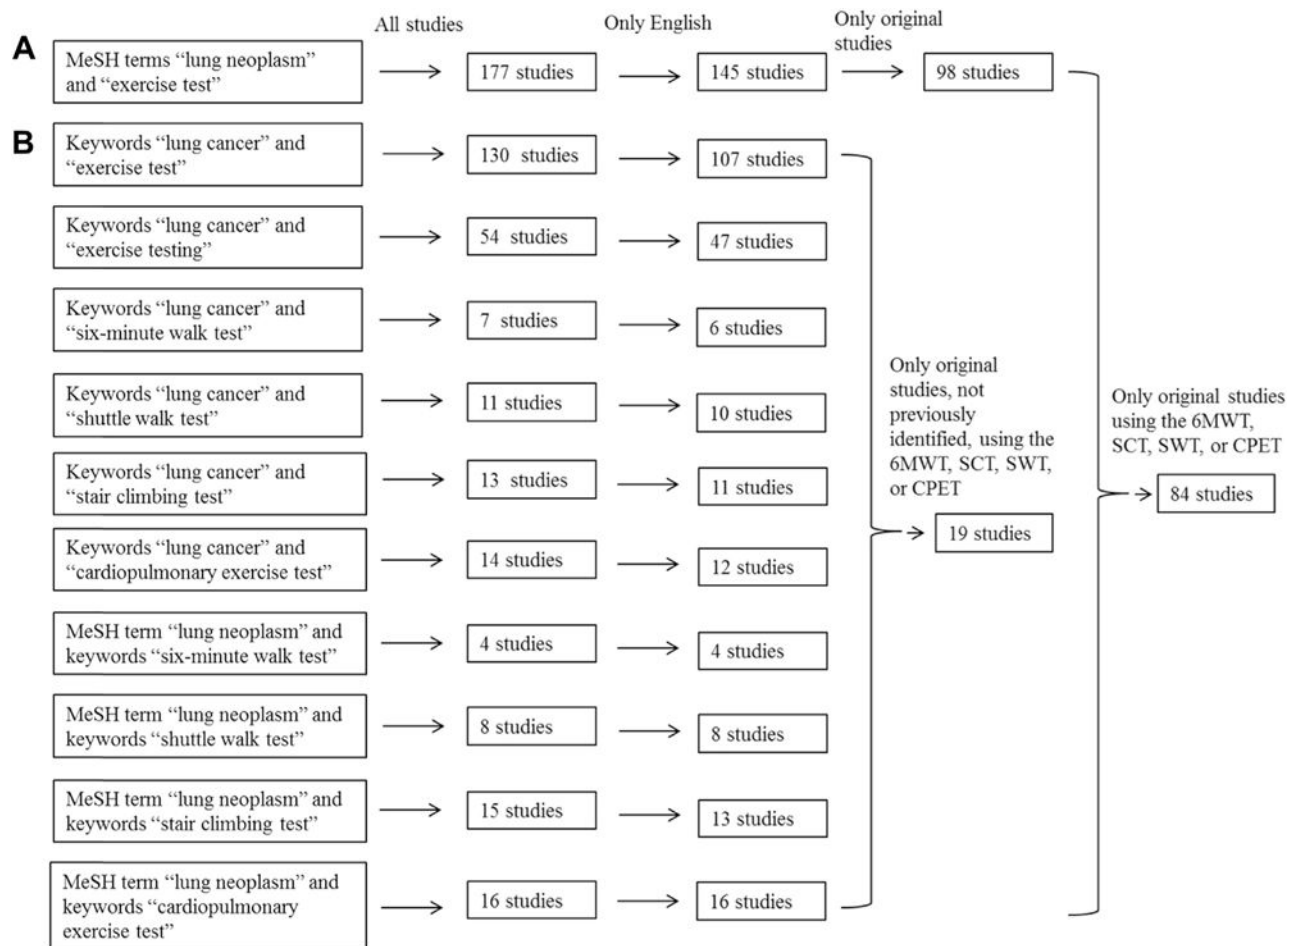 All studies
Only English
Only original
studies
A
MeSH terms “lung neoplasm”
and “exercise test”
177 studies
145 studies
98 studies
B
Keywords “lung cancer” and
“exercise test”
130 studies
107 studies
Keywords “lung cancer” and
“exercise testing”
54 studies
47 studies
Keywords “lung cancer” and
“six-minute walk test”
7 studies
6 studies
Keywords “lung cancer” and
“shuttle walk test”
11 studies
10 studies
Keywords “lung cancer” and
“stair climbing test”
13 studies
11 studies
Keywords “lung cancer” and
“cardiopulmonary exercise test”
14 studies
12 studies
MeSH term “lung neoplasm” and
keywords “six-minute walk test”
4 studies
4 studies
MeSH term “lung neoplasm” and
keywords “shuttle walk test”
8 studies
8 studies
MeSH term “lung neoplasm” and
keywords “stair climbing test”
15 studies
13 studies
MeSH term “lung neoplasm” and
keywords “cardiopulmonary
exercise test”
16 studies
16 studies
Only original
studies, not
previously
identified, using the
6MWT, SCT, SWT,
or CPET
19 studies
Only original studies
using the 6MWT,
SCT, SWT, or CPET
84 studies